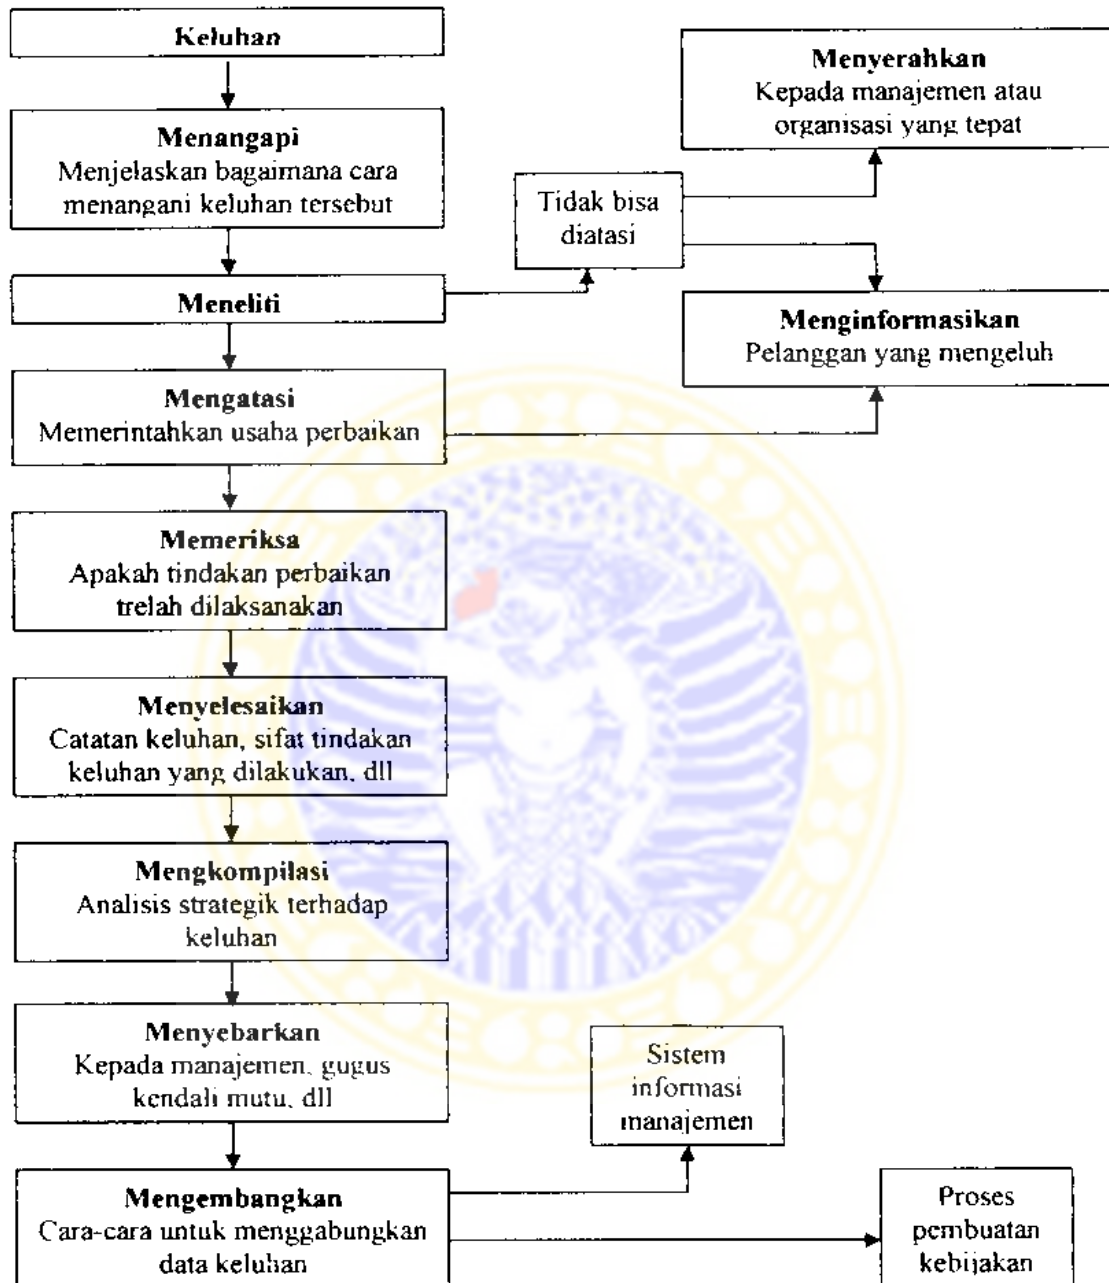 Keluhan
Menangapi
Menjelaskan bagaimana cara
menangani keluhan tersebut
Meneliti
Mengatasi
Memerintahkan usaha perbaikan
Memeriksa
Apakah tindakan perbaikan
trelah dilaksanakan
Menyelesaikan
Catatan keluhan, sifat tindakan
keluhan yang dilakukan, dll
Mengkompilasi
Analisis strategik terhadap
keluhan
Menyebarkan
Kepada manajemen, gugus
kendali mutu, dll
Mengembangkan
Cara-cara untuk menggabungkan
data keluhan
Tidak bisa
diatasi
Menyerahkan
Kepada manajemen atau
organisasi yang tepat
Menginformasikan
Pelanggan yang mengeluh
Sistem
informasi
manajemen
Proses
pembuatan
kebijakan